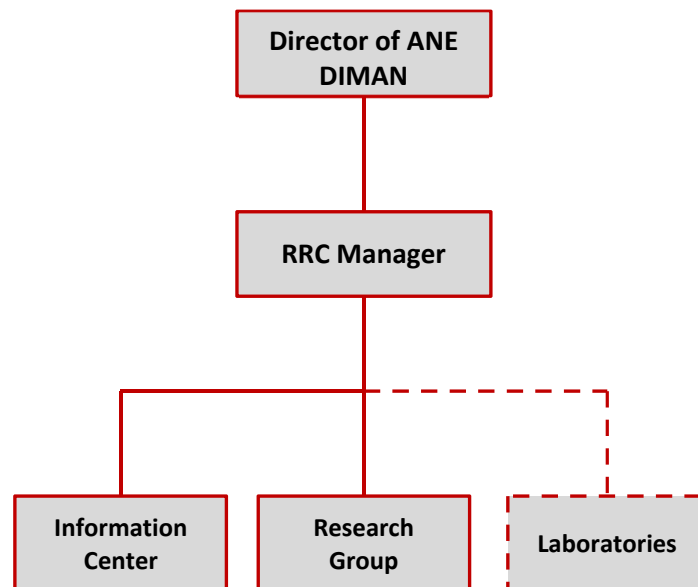 Director of ANE
DIMAN
RRC Manager
Information
Center
Research
Group
Laboratories